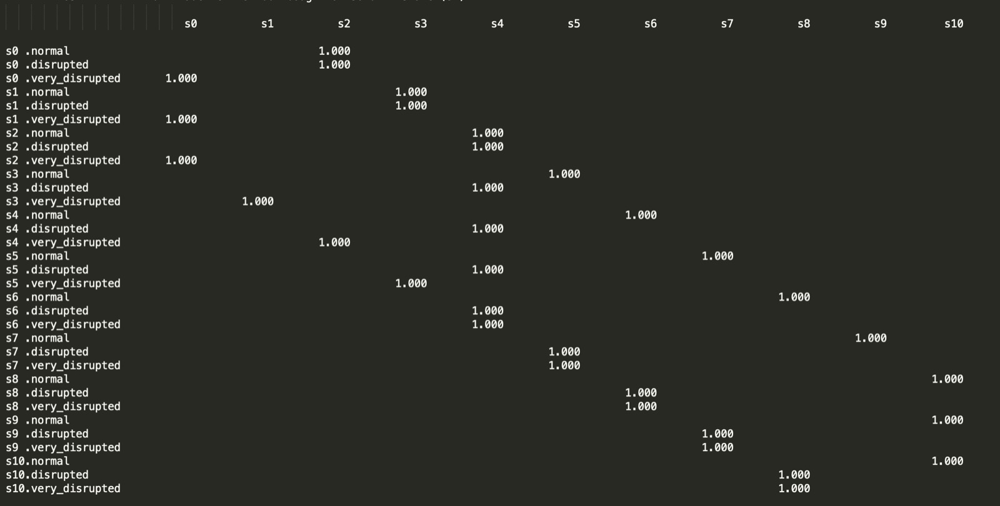 s0 s1 s2 s3 s4 s5 s6 s7 s8 s9 s10
s0 .normal 1.000
s0 .disrupted 1.000
s0 .very_disrupted 1.000
s1 .normal 1.000
s1 .disrupted 1.000
s1 .very_disrupted 1.000
s2 .normal 1.000
s2 .disrupted 1.000
s2 .very_disrupted 1.000
s3 .normal 1.000
s3 .disrupted 1.000
s3 .very_disrupted 1.000
s4 .normal 1.000
s4 .disrupted 1.000
s4 .very_disrupted 1.000
s5 .normal 1.000
s5 .disrupted 1.000
s5 .very_disrupted 1.000
s6 .normal 1.000
s6 .disrupted 1.000
s6 .very_disrupted 1.000
s7 .normal 1.000
s7 .disrupted 1.000
s7 .very_disrupted 1.000
s8 .normal 1.000
s8 .disrupted 1.000
s8 .very_disrupted 1.000
s9 .normal 1.000
s9 .disrupted 1.000
s9 .very_disrupted 1.000
s10.normal 1.000
s10.disrupted 1.000
s10.very_disrupted 1.000